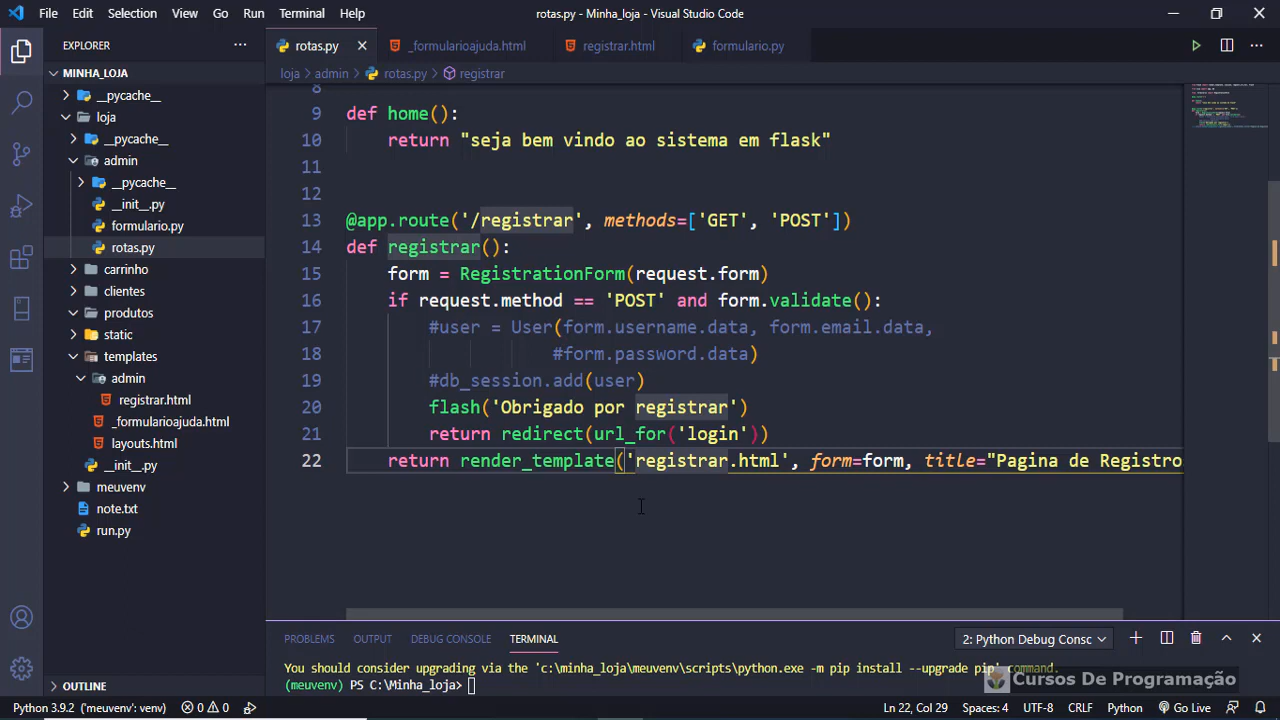 File Edit Selection View Go Run Terminal Help rotas.py - Minha_loja - Visual Studio Code
EXPLORER
MINHA_LOJA
__pycache__
loja
__pycache__
admin
__pycache__
__init__.py
formulario.py
rotas.py
carrinho
clientes
produtos
static
templates
admin
registrar.html
_formularioajuda.html
layouts.html
__init__.py
meuvenv
note.txt
run.py
OUTLINE
rotas.py _formularioajuda.html registrar.html formulario.py
loja admin rotas.py registrar
8
9 def home():
10 return "seja bem vindo ao sistema em flask"
11
12
13 @app.route('/registrar', methods=['GET', 'POST'])
14 def registrar():
15 form = RegistrationForm(request.form)
16 if request.method == 'POST' and form.validate():
17 #user = User(form.username.data, form.email.data,
18 #form.password.data)
19 #db_session.add(user)
20 flash('Obrigado por registrar')
21 return redirect(url_for('login'))
22 return render_template('registrar.html', form=form, title="Pagina de Registro
PROBLEMS OUTPUT DEBUG CONSOLE TERMINAL 2: Python Debug Consc
You should consider upgrading via the 'c:\minha_loja\meuvenv\scripts\python.exe -m pip install --upgrade pip' command.
(meuvenv) PS C:\Minha_loja>
Cursos De Programação
Python 3.9.2 ('meuvenv': venv) 0 0 Ln 22, Col 29 Spaces: 4 UTF-8 CRLF Python Go Live